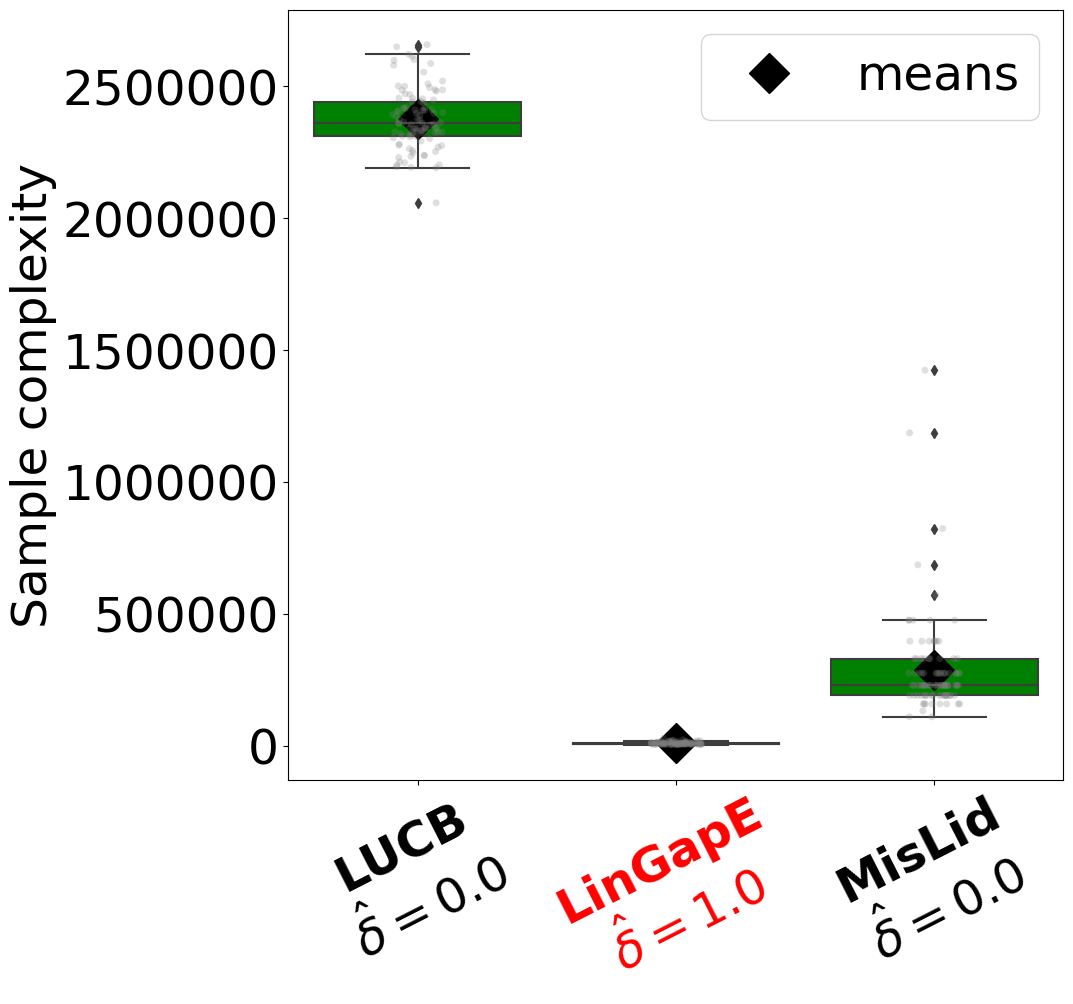 means
Sample complexity
2500000
2000000
1500000
1000000
500000
0
LUCB
δ̂ = 0.0
LinGapE
δ̂ = 1.0
MisLid
δ̂ = 0.0